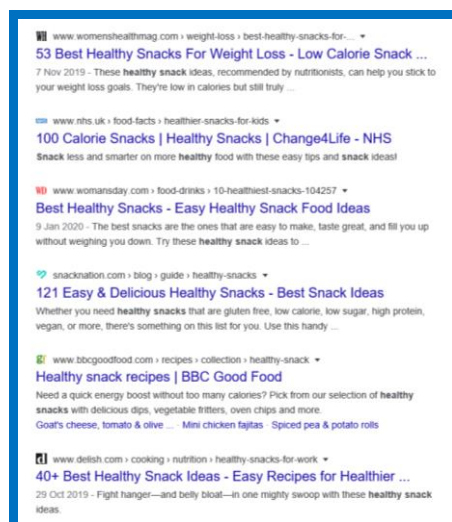 www.womenshealthmag.com › weight-loss › best-healthy-snacks-for-...
53 Best Healthy Snacks For Weight Loss - Low Calorie Snack ...
7 Nov 2019 - These healthy snack ideas, recommended by nutritionists, can help you stick to
your weight loss goals. They're low in calories but still truly ...
www.nhs.uk › food-facts › healthier-snacks-for-kids
100 Calorie Snacks | Healthy Snacks | Change4Life - NHS
Snack less and smarter on more healthy food with these easy tips and snack ideas!
WD www.womansday.com › food-drinks › 10-healthiest-snacks-104257
Best Healthy Snacks - Easy Healthy Snack Food Ideas
9 Jan 2020 - The best snacks are the ones that are easy to make, taste great, and fill you up
without weighing you down. Try these healthy snack ideas to ...
snacknation.com › blog › guide › healthy-snacks
121 Easy & Delicious Healthy Snacks - Best Snack Ideas
Whether you need healthy snacks that are gluten free, low calorie, low sugar, high protein,
vegan, or more, there's something on this list for you. Use this handy ...
gf www.bbcgoodfood.com › recipes › collection › healthy-snack
Healthy snack recipes | BBC Good Food
Need a quick energy boost without too many calories? Pick from our selection of healthy
snacks with delicious dips, vegetable fritters, oven chips and more.
Goat's cheese, tomato & olive ... · Mini chicken fajitas · Spiced pea & potato rolls
d www.delish.com › cooking › nutrition › healthy-snacks-for-work
40+ Best Healthy Snack Ideas - Easy Recipes for Healthier ...
29 Oct 2019 - Fight hanger—and belly bloat—in one mighty swoop with these healthy snack
ideas.